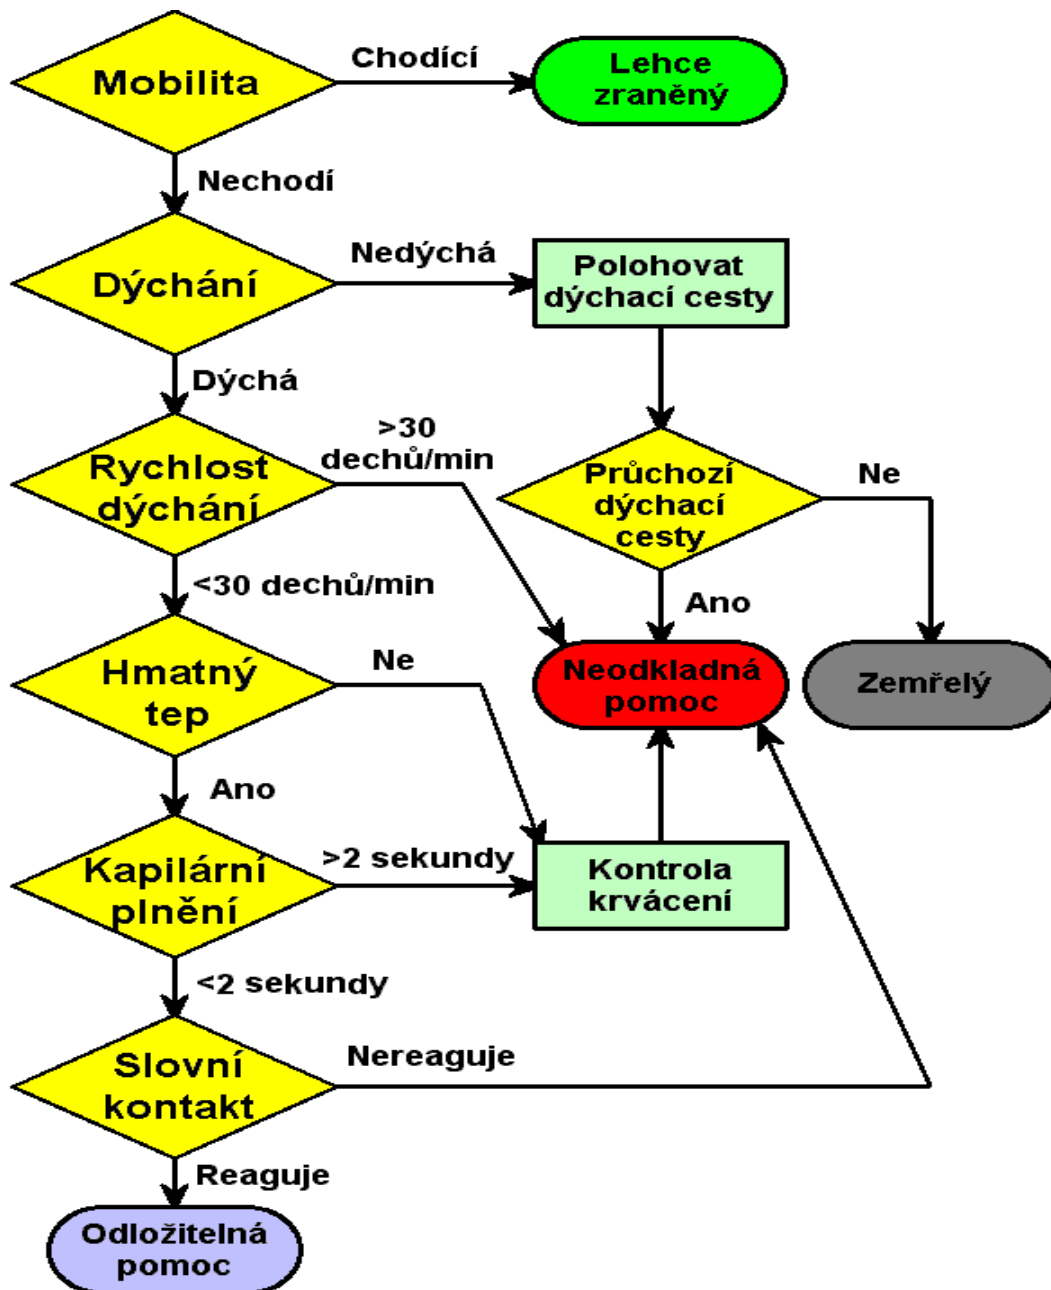 Mobilita
Chodící
Lehce
zraněný
Nechodí
Dýchání
Nedýchá
Polohovat
dýchací cesty
Dýchá
Rychlost
dýchání
>30
dechů/min
Průchozí
dýchací
cesty
Ne
<30 dechů/min
Ano
Hmatný
tep
Ne
Neodkladná
pomoc
Zemřelý
Ano
Kapilární
plnění
>2 sekundy
Kontrola
krvácení
<2 sekundy
Slovní
kontakt
Nereaguje
Reaguje
Odložitelná
pomoc